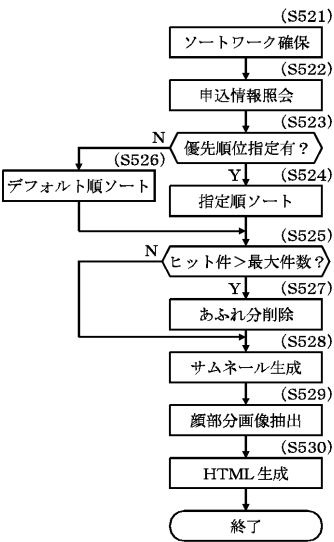 (S521)
ソートワーク確保
(S522)
申込情報照会
(S523)
N
優先順位指定有?
(S526)
Y
(S524)
デフォルト順ソート
指定順ソート
(S525)
N
ヒット件>最大件数?
Y
(S527)
あふれ分削除
(S528)
サムネール生成
(S529)
顔部分画像抽出
(S530)
HTML生成
終了